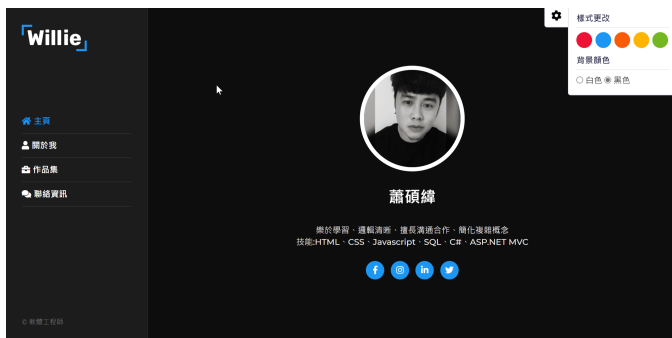 Willie
主頁
關於我
作品集
聯絡資訊
© 軟體工程師
蕭碩緯
樂於學習、邏輯清晰、擅長溝通合作、簡化複雜概念
技能:HTML、CSS、Javascript、SQL、C#、ASP.NET MVC
樣式更改
背景顏色
白色 黑色